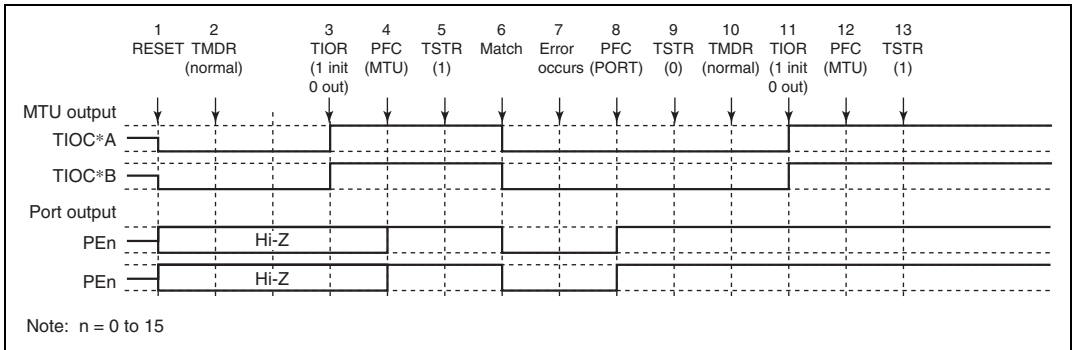 1 2 3 4 5 6 7 8 9 10 11 12 13
RESET TMDR TIOR PFC TSTR Match Error PFC TSTR TMDR TIOR PFC TSTR
(normal) (1 init (MTU) (1) occurs (PORT) (0) (normal) (1 init (MTU) (1)
0 out) 0 out)
MTU output
TIOC*A
TIOC*B
Port output
PEn Hi-Z
PEn Hi-Z
Note: n = 0 to 15